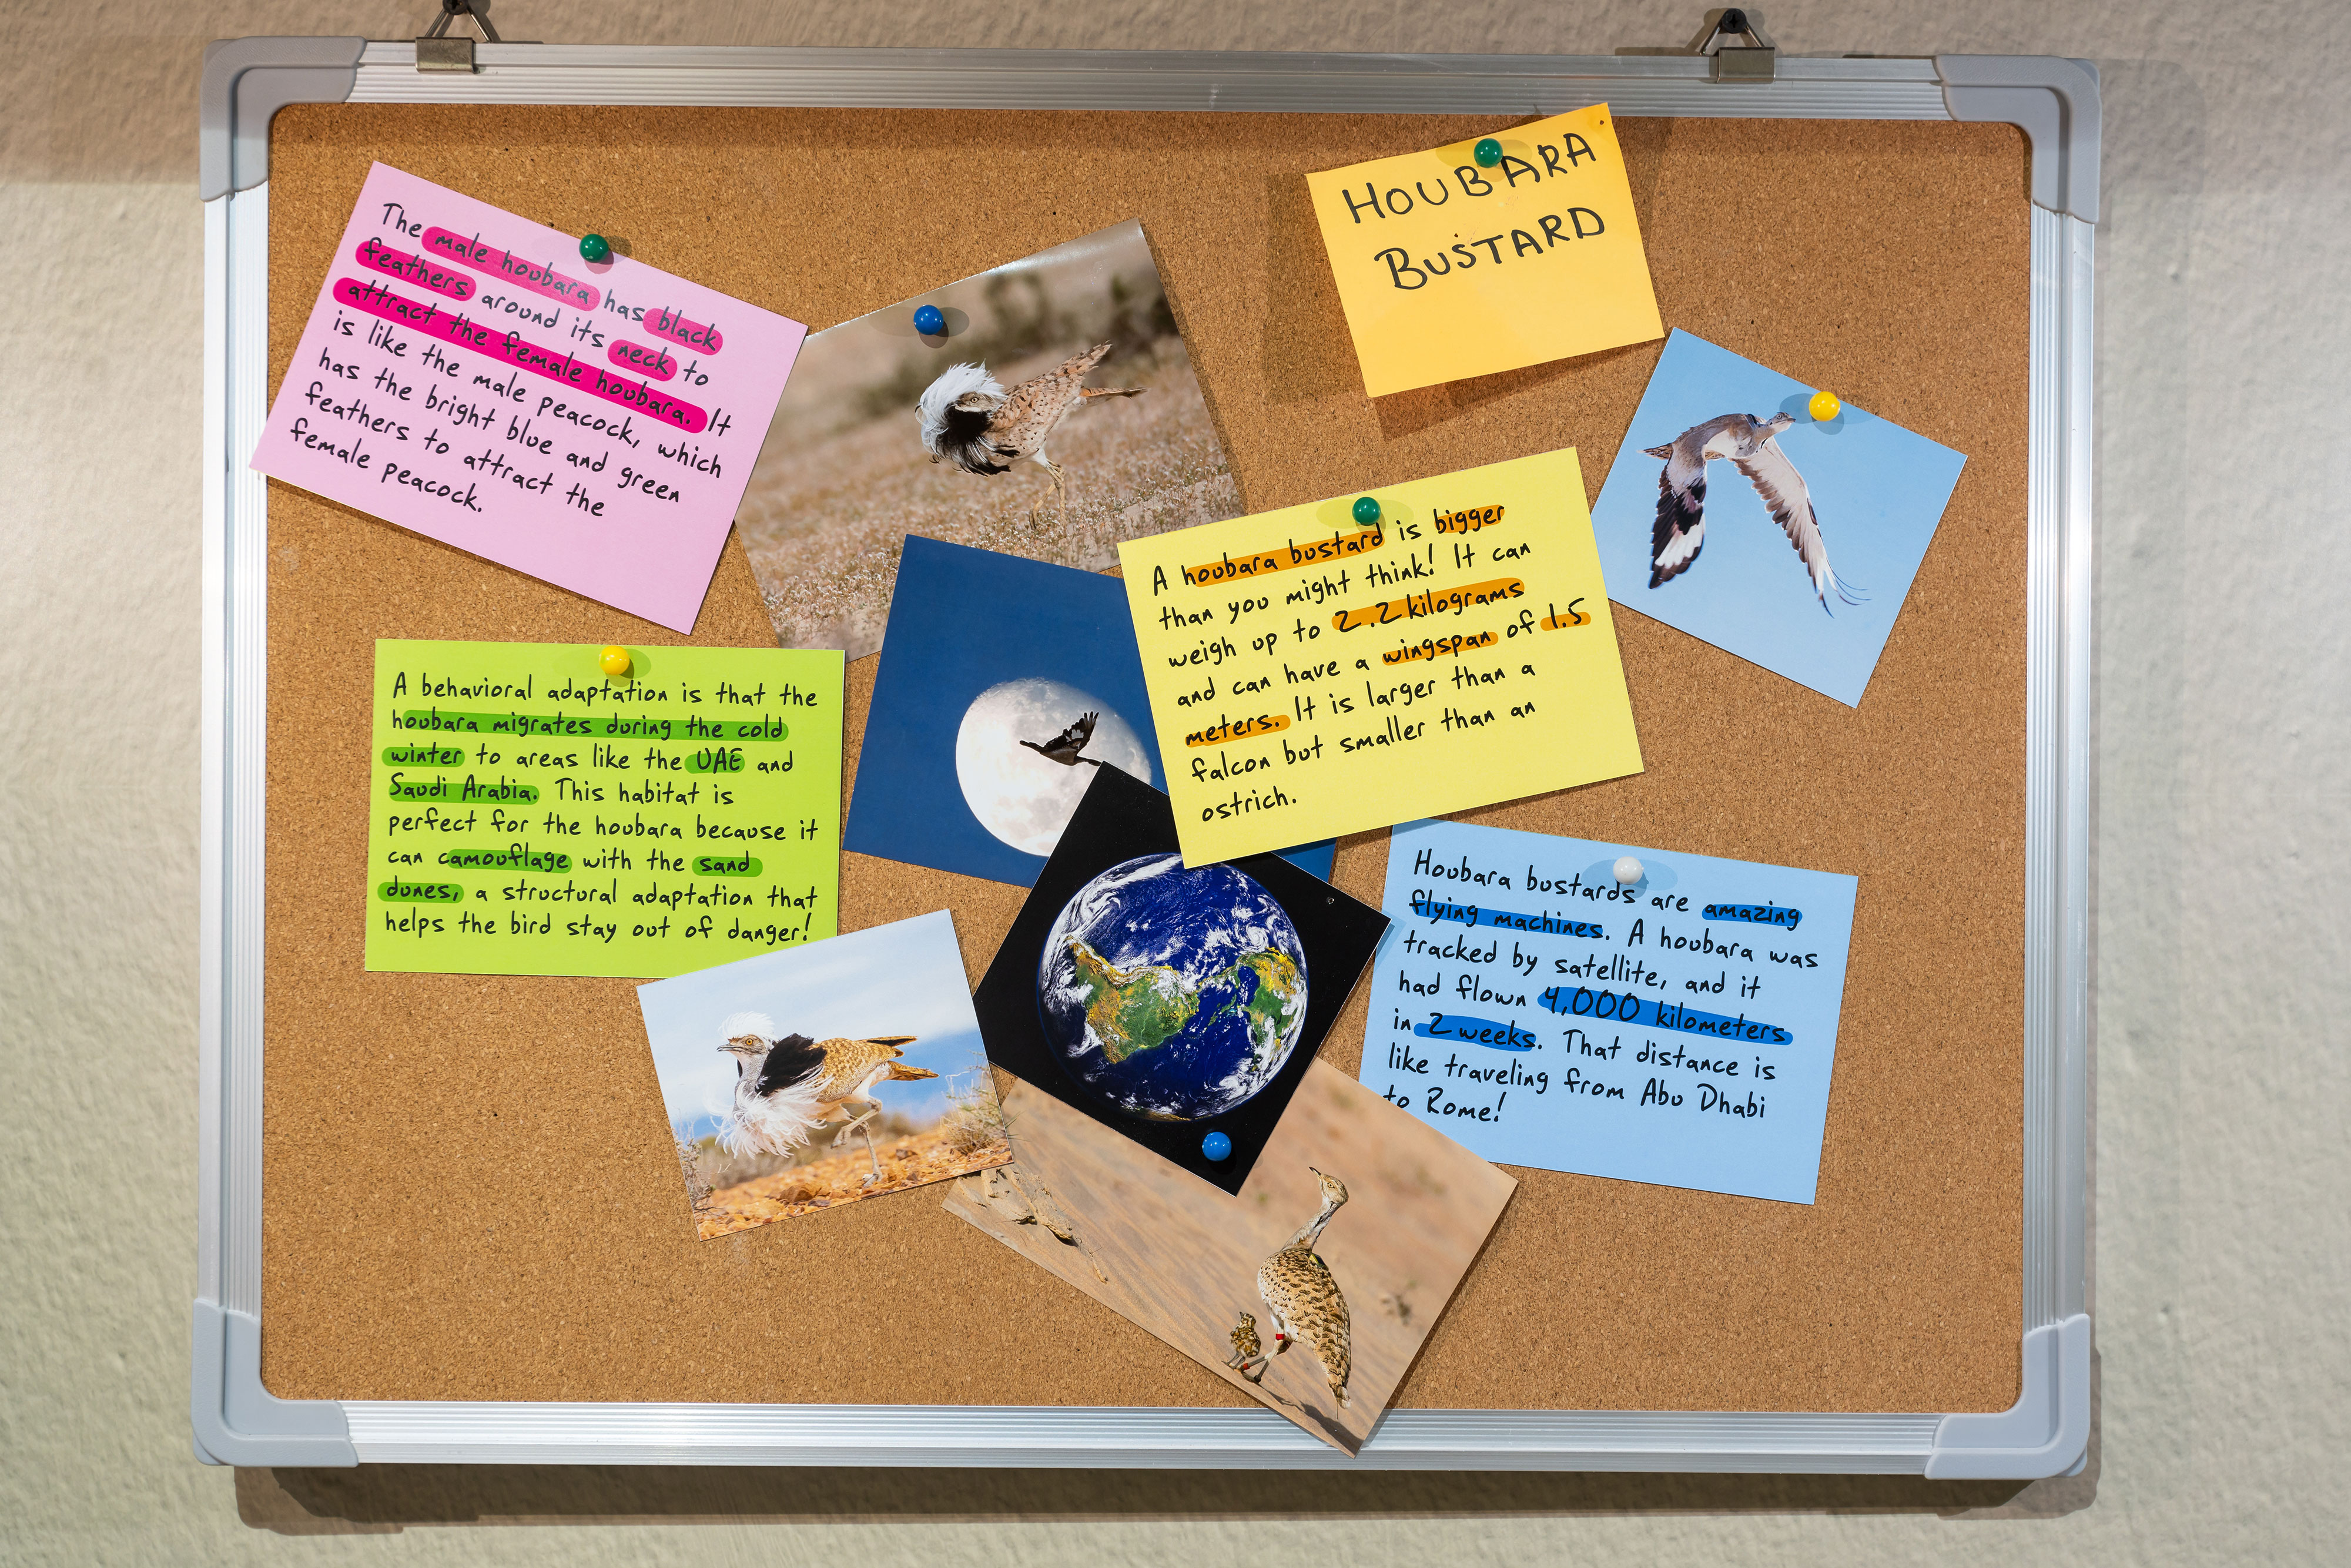 HOUBARA
BUSTARD
The male houbara has black
feathers around its neck to
attract the female houbara. It
is like the male peacock, which
has the bright blue and green
feathers to attract the
female peacock.
A houbara bustard is bigger
than you might think! It can
weigh up to 2.2 kilograms
and can have a wingspan of 1.5
meters. It is larger than a
falcon but smaller than an
ostrich.
A behavioral adaptation is that the
houbara migrates during the cold
winter to areas like the UAE and
Saudi Arabia. This habitat is
perfect for the houbara because it
can camouflage with the sand
dunes, a structural adaptation that
helps the bird stay out of danger!
Houbara bustards are amazing
flying machines. A houbara was
tracked by satellite, and it
had flown 4,000 kilometers
in 2 weeks. That distance is
like traveling from Abu Dhabi
to Rome!